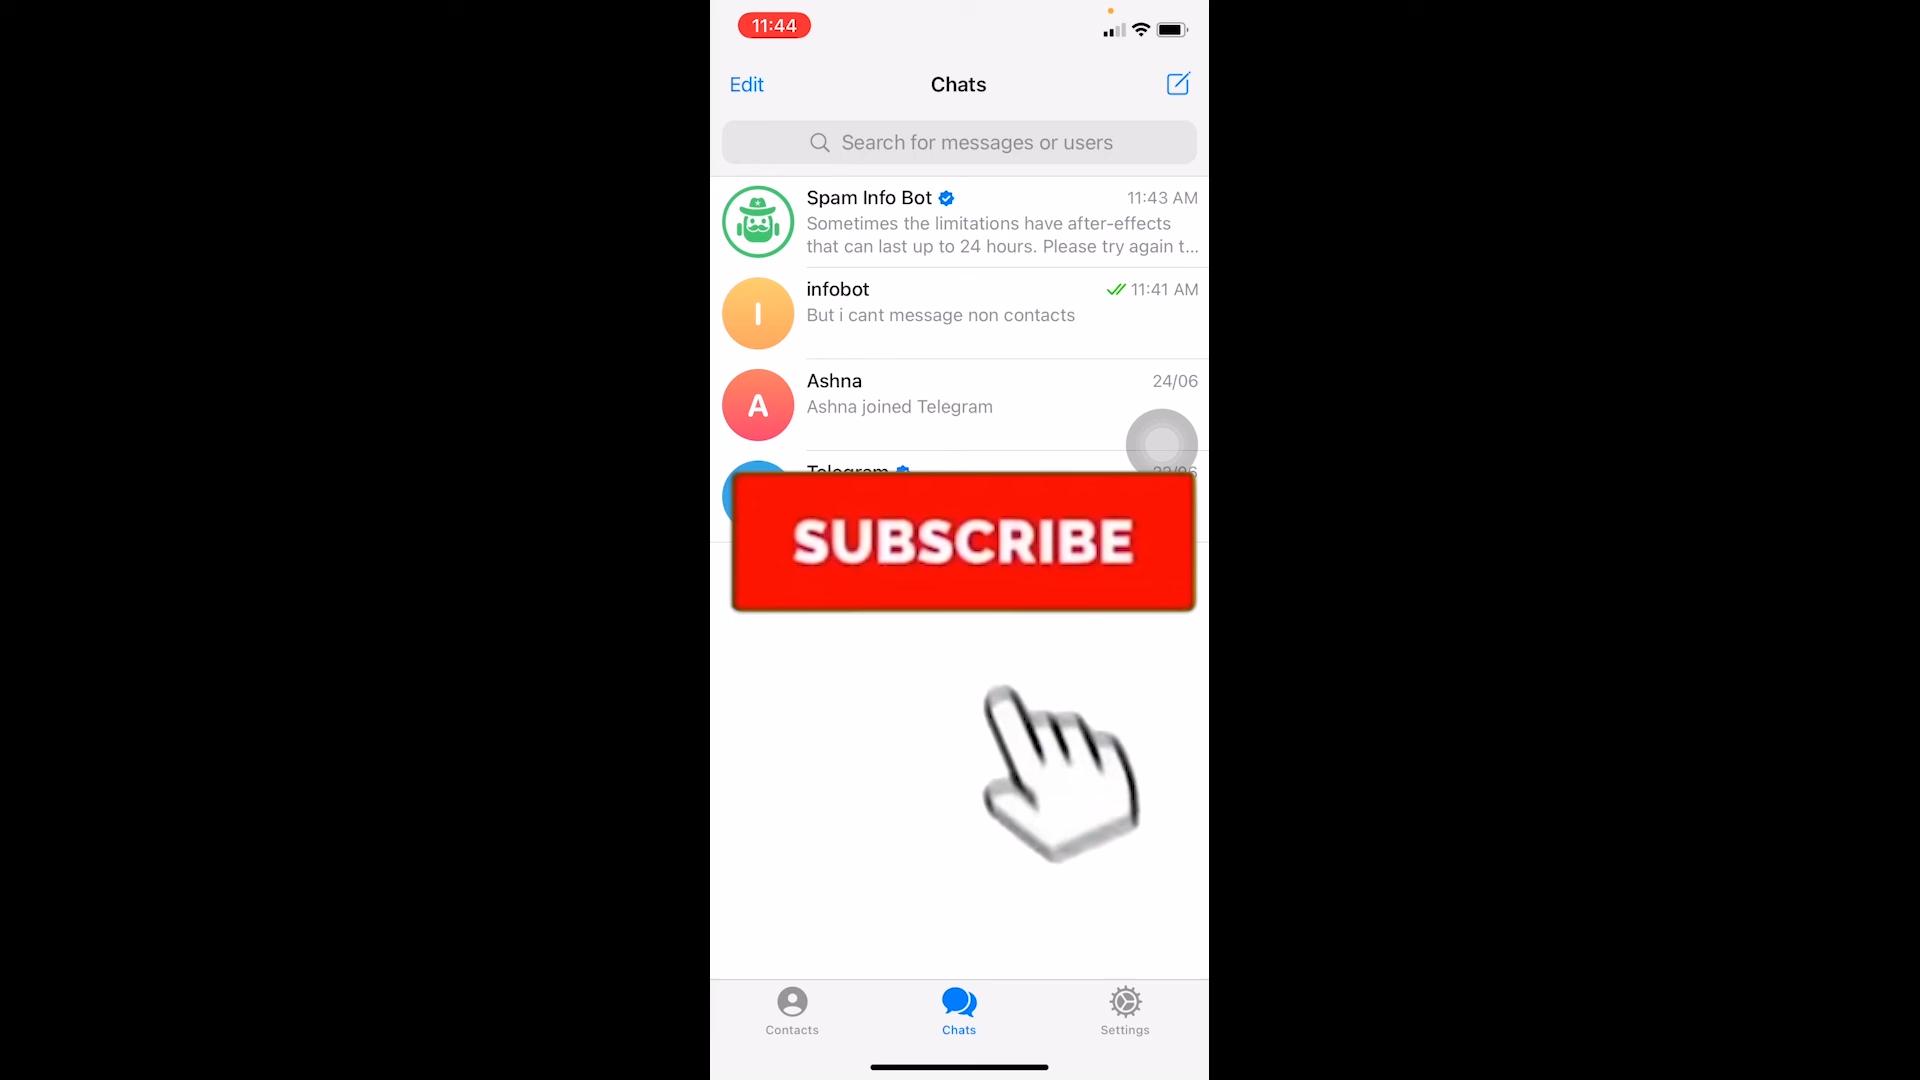 11:44
Edit
Chats
Search for messages or users
Spam Info Bot
11:43 AM
Sometimes the limitations have after-effects
that can last up to 24 hours. Please try again t...
I
infobot
11:41 AM
But i cant message non contacts
A
Ashna
24/06
Ashna joined Telegram
Telegram
SUBSCRIBE
Contacts
Chats
Settings